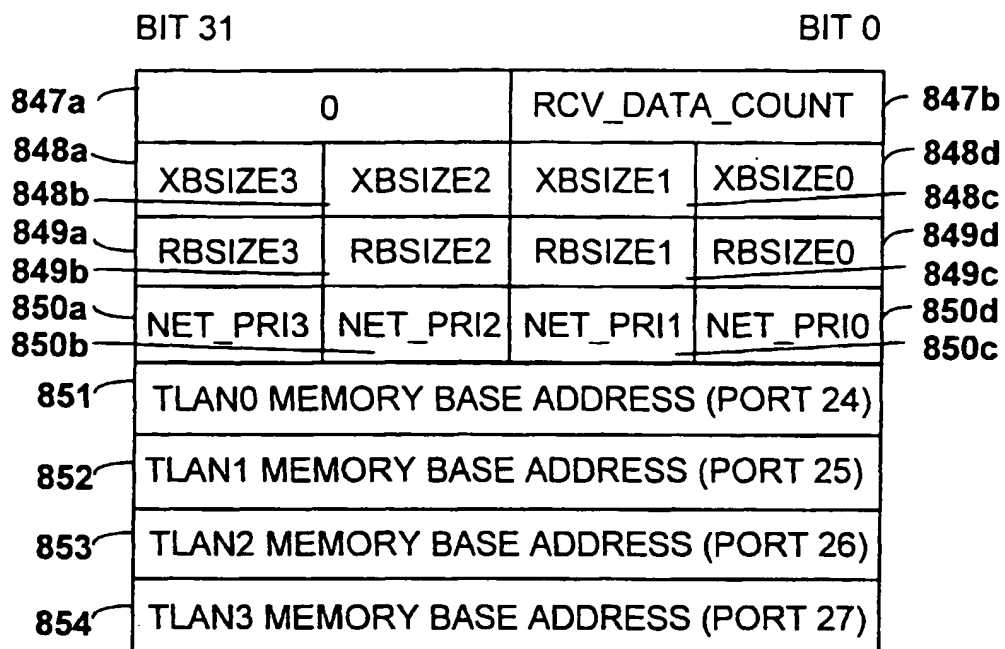 BIT 31 BIT 0
847a 0 RCV_DATA_COUNT 847b
848a XBSIZE3 XBSIZE2 XBSIZE1 XBSIZE0 848d
848b 848c
849a RBSIZE3 RBSIZE2 RBSIZE1 RBSIZE0 849d
849b 849c
850a NET_PRI3 NET_PRI2 NET_PRI1 NET_PRI0 850d
850b 850c
851 TLAN0 MEMORY BASE ADDRESS (PORT 24)
852 TLAN1 MEMORY BASE ADDRESS (PORT 25)
853 TLAN2 MEMORY BASE ADDRESS (PORT 26)
854 TLAN3 MEMORY BASE ADDRESS (PORT 27)